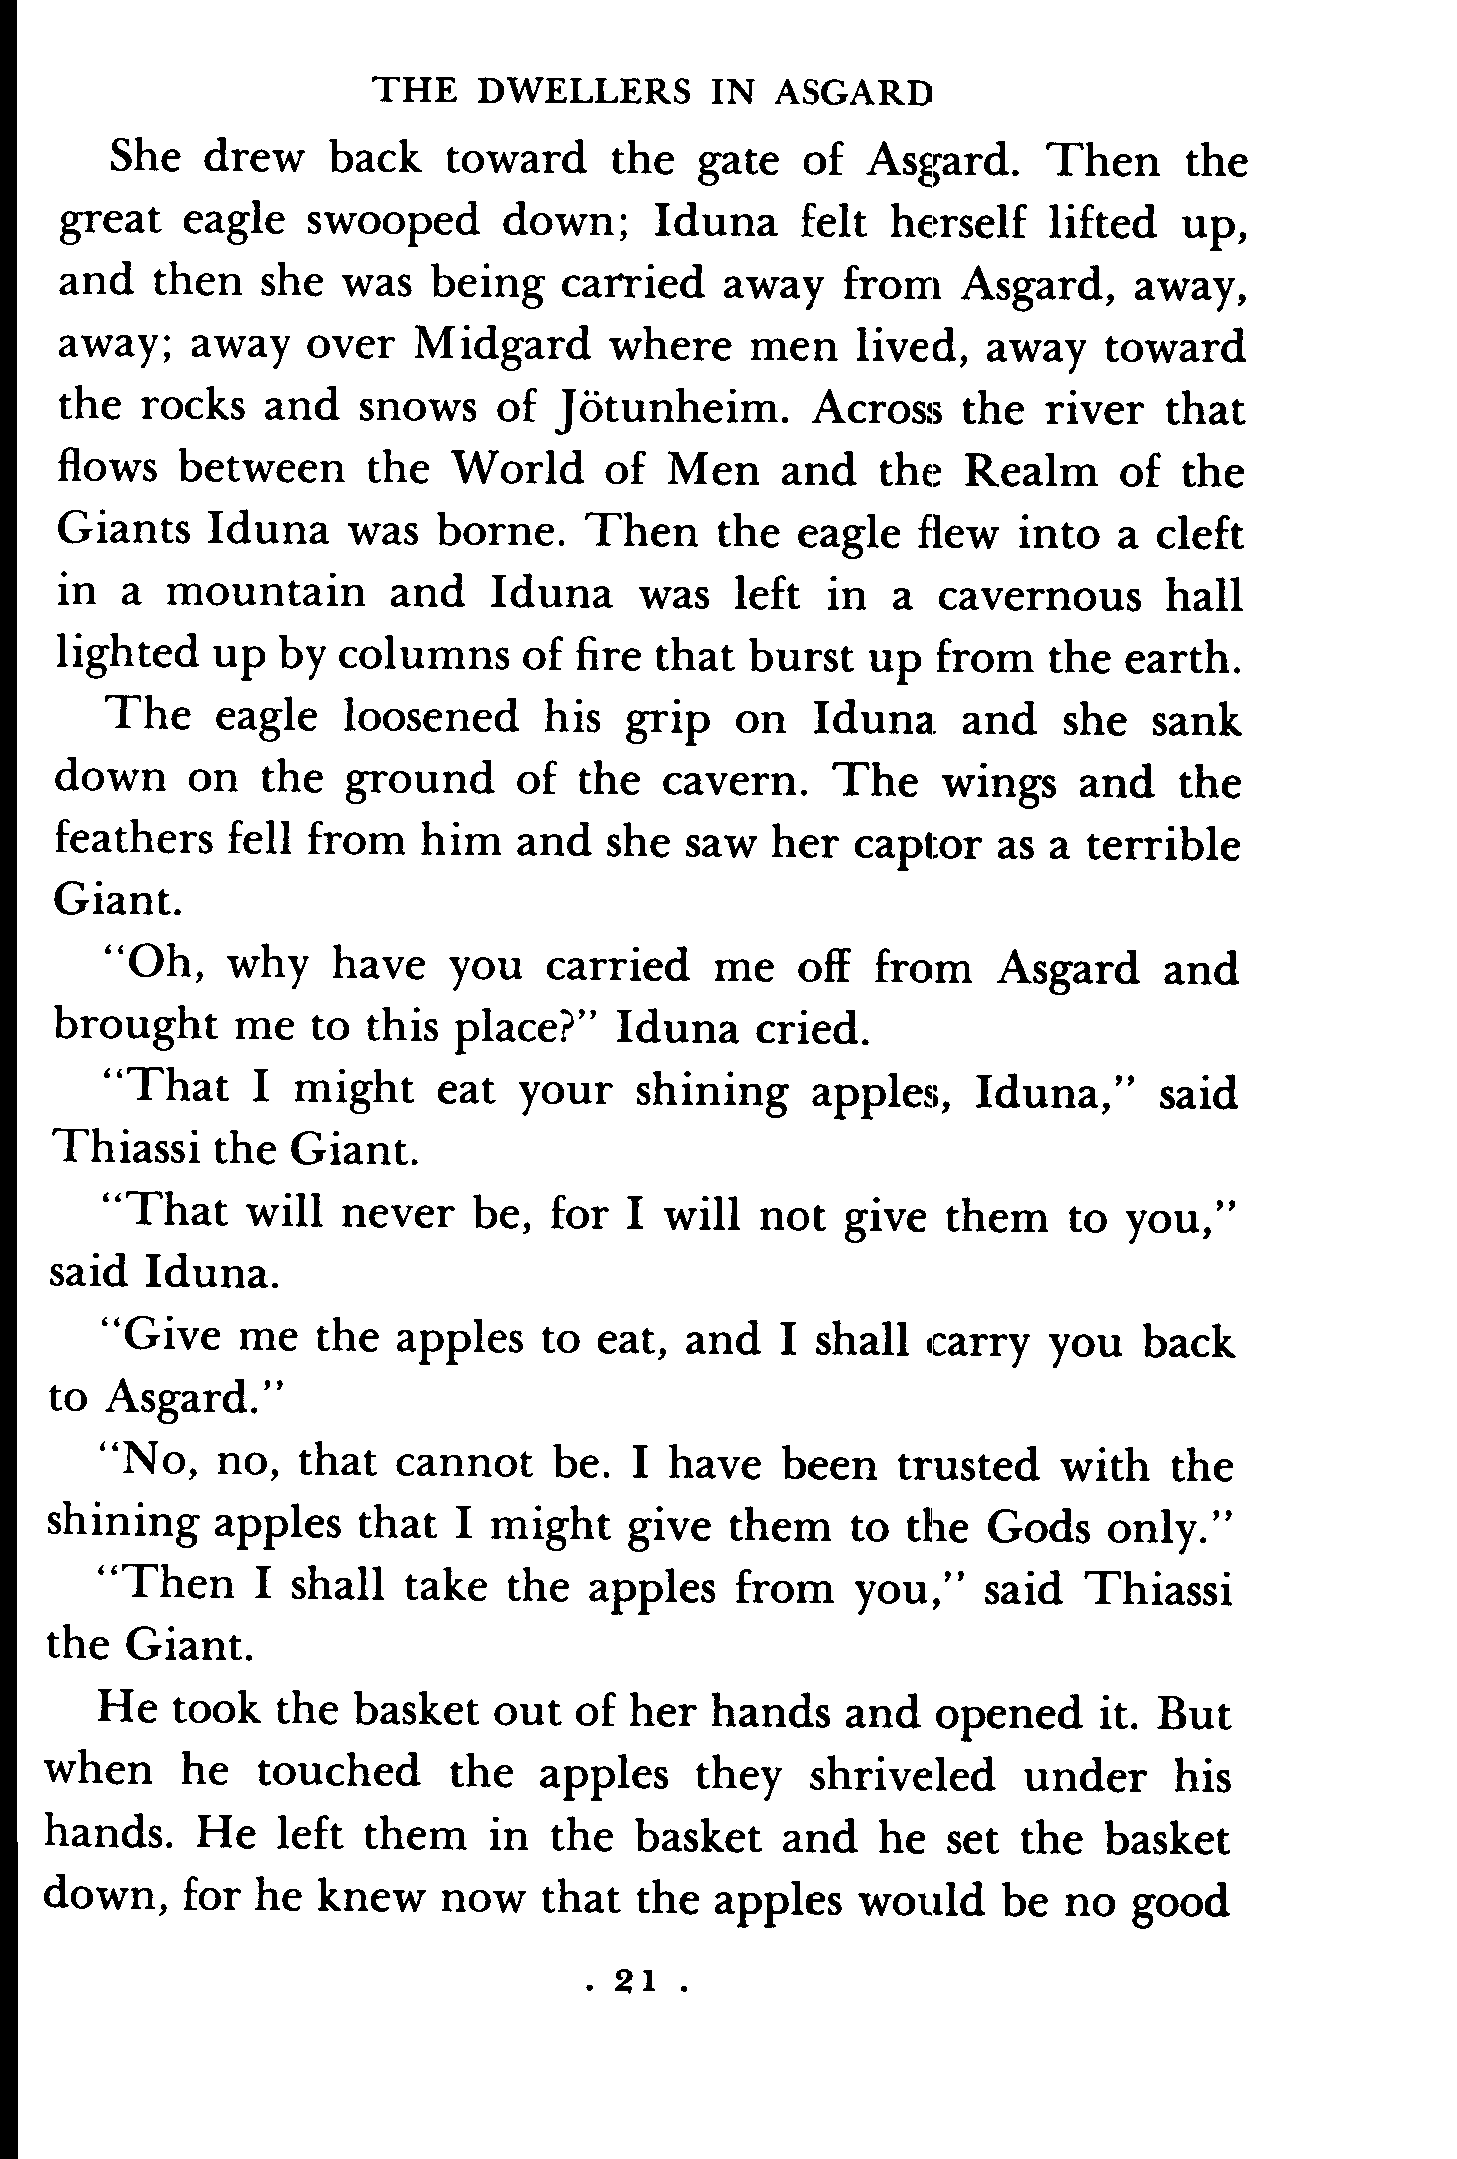 THE DWELLERS IN ASGARD
She drew back toward the gate of Asgard. Then the
great eagle swooped down; Iduna felt herself lifted up,
and then she was being carried away from Asgard, away,
away; away over Midgard where men lived, away toward
the rocks and snows of Jötunheim. Across the river that
flows between the World of Men and the Realm of the
Giants Iduna was borne. Then the eagle flew into a cleft
in a mountain and Iduna was left in a cavernous hall
lighted up by columns of fire that burst up from the earth.
The eagle loosened his grip on Iduna and she sank
down on the ground of the cavern. The wings and the
feathers fell from him and she saw her captor as a terrible
Giant.
"Oh, why have you carried me off from Asgard and
brought me to this place?" Iduna cried.
"That I might eat your shining apples, Iduna," said
Thiassi the Giant.
"That will never be, for I will not give them to you,"
said Iduna.
"Give me the apples to eat, and I shall carry you back
to Asgard."
"No, no, that cannot be. I have been trusted with the
shining apples that I might give them to the Gods only."
"Then I shall take the apples from you," said Thiassi
the Giant.
He took the basket out of her hands and opened it. But
when he touched the apples they shriveled under his
hands. He left them in the basket and he set the basket
down, for he knew now that the apples would be no good
. 21 .